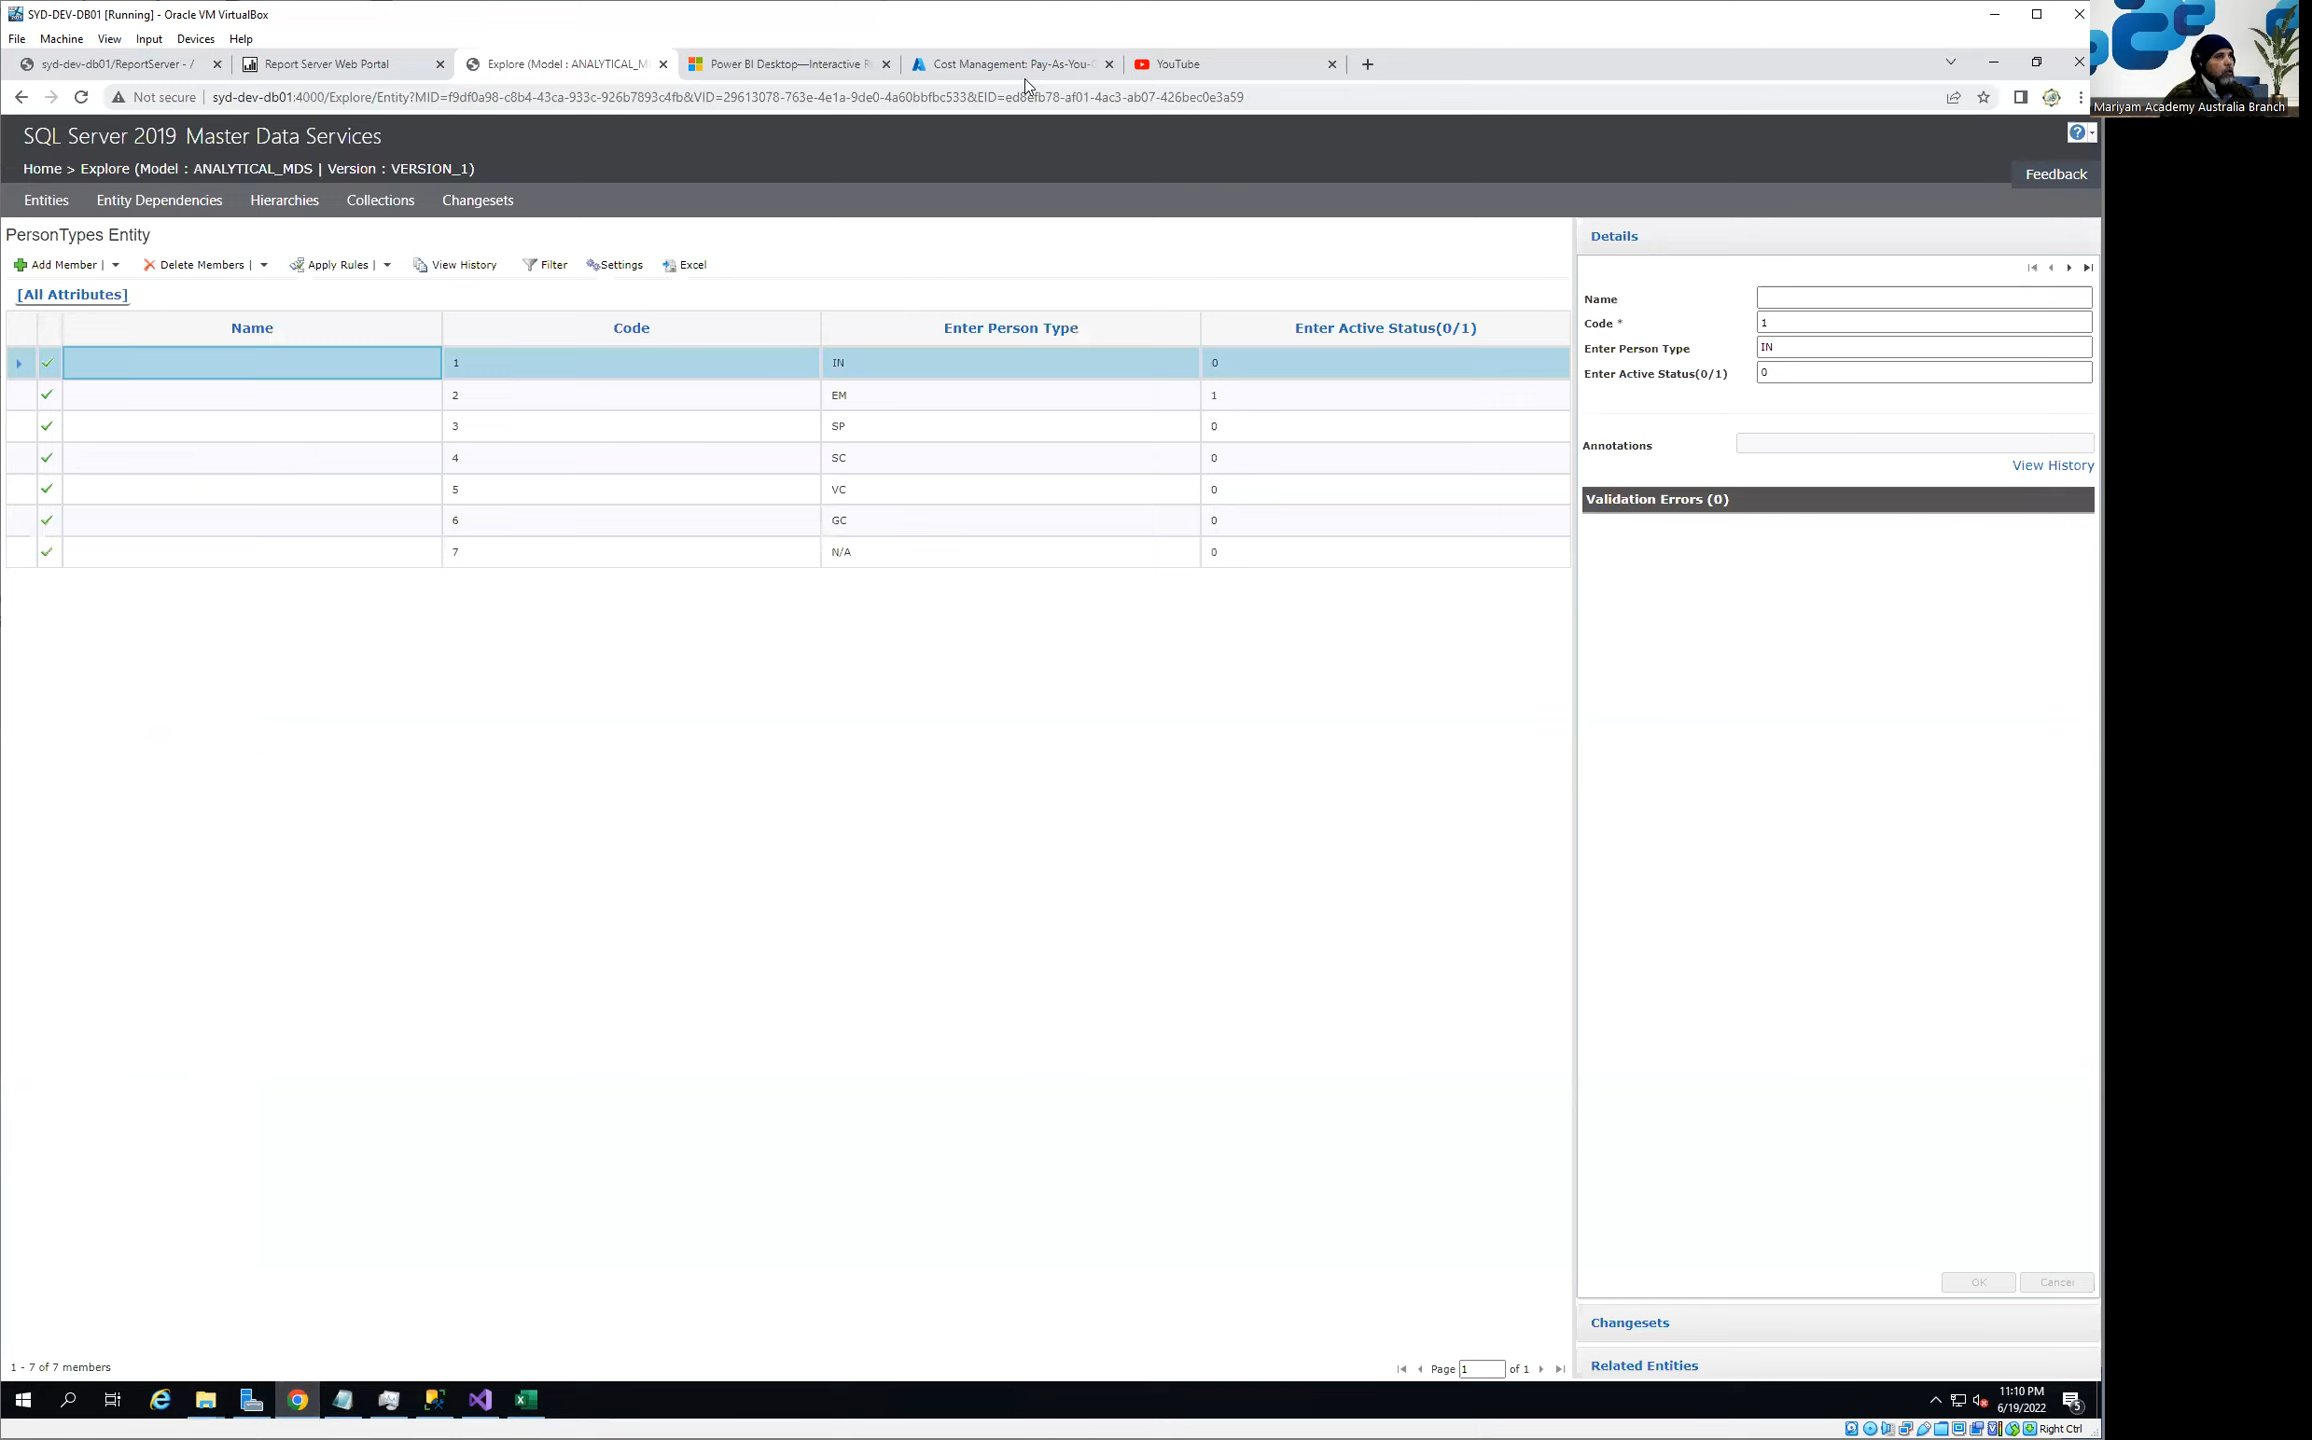 SYD-DEV-DB01 [Running] - Oracle VM VirtualBox
File Machine View Input Devices Help
syd-dev-db01/ReportServer - /
Report Server Web Portal
Explore (Model : ANALYTICAL_M
Power BI Desktop—Interactive R
Cost Management: Pay-As-You-G
YouTube
Not secure
syd-dev-db01:4000/Explore/Entity?MID=f9df0a98-c8b4-43ca-933c-926b7893c4fb&VID=29613078-763e-4e1a-9de0-4a60bbfbc533&EID=ed8efb78-af01-4ac3-ab07-426bec0e3a59
Mariyam Academy Australia Branch
SQL Server 2019 Master Data Services
Home > Explore (Model : ANALYTICAL_MDS | Version : VERSION_1)
Feedback
Entities Entity Dependencies Hierarchies Collections Changesets
PersonTypes Entity
Add Member | Delete Members | Apply Rules | View History Filter Settings Excel
[All Attributes]
Name Code Enter Person Type Enter Active Status(0/1)
1 IN 0
2 EM 1
3 SP 0
4 SC 0
5 VC 0
6 GC 0
7 N/A 0
1 - 7 of 7 members
Page 1 of 1
Details
Name
Code * 1
Enter Person Type IN
Enter Active Status(0/1) 0
Annotations
View History
Validation Errors (0)
OK Cancel
Changesets
Related Entities
11:10 PM
6/19/2022
5
Right Ctrl